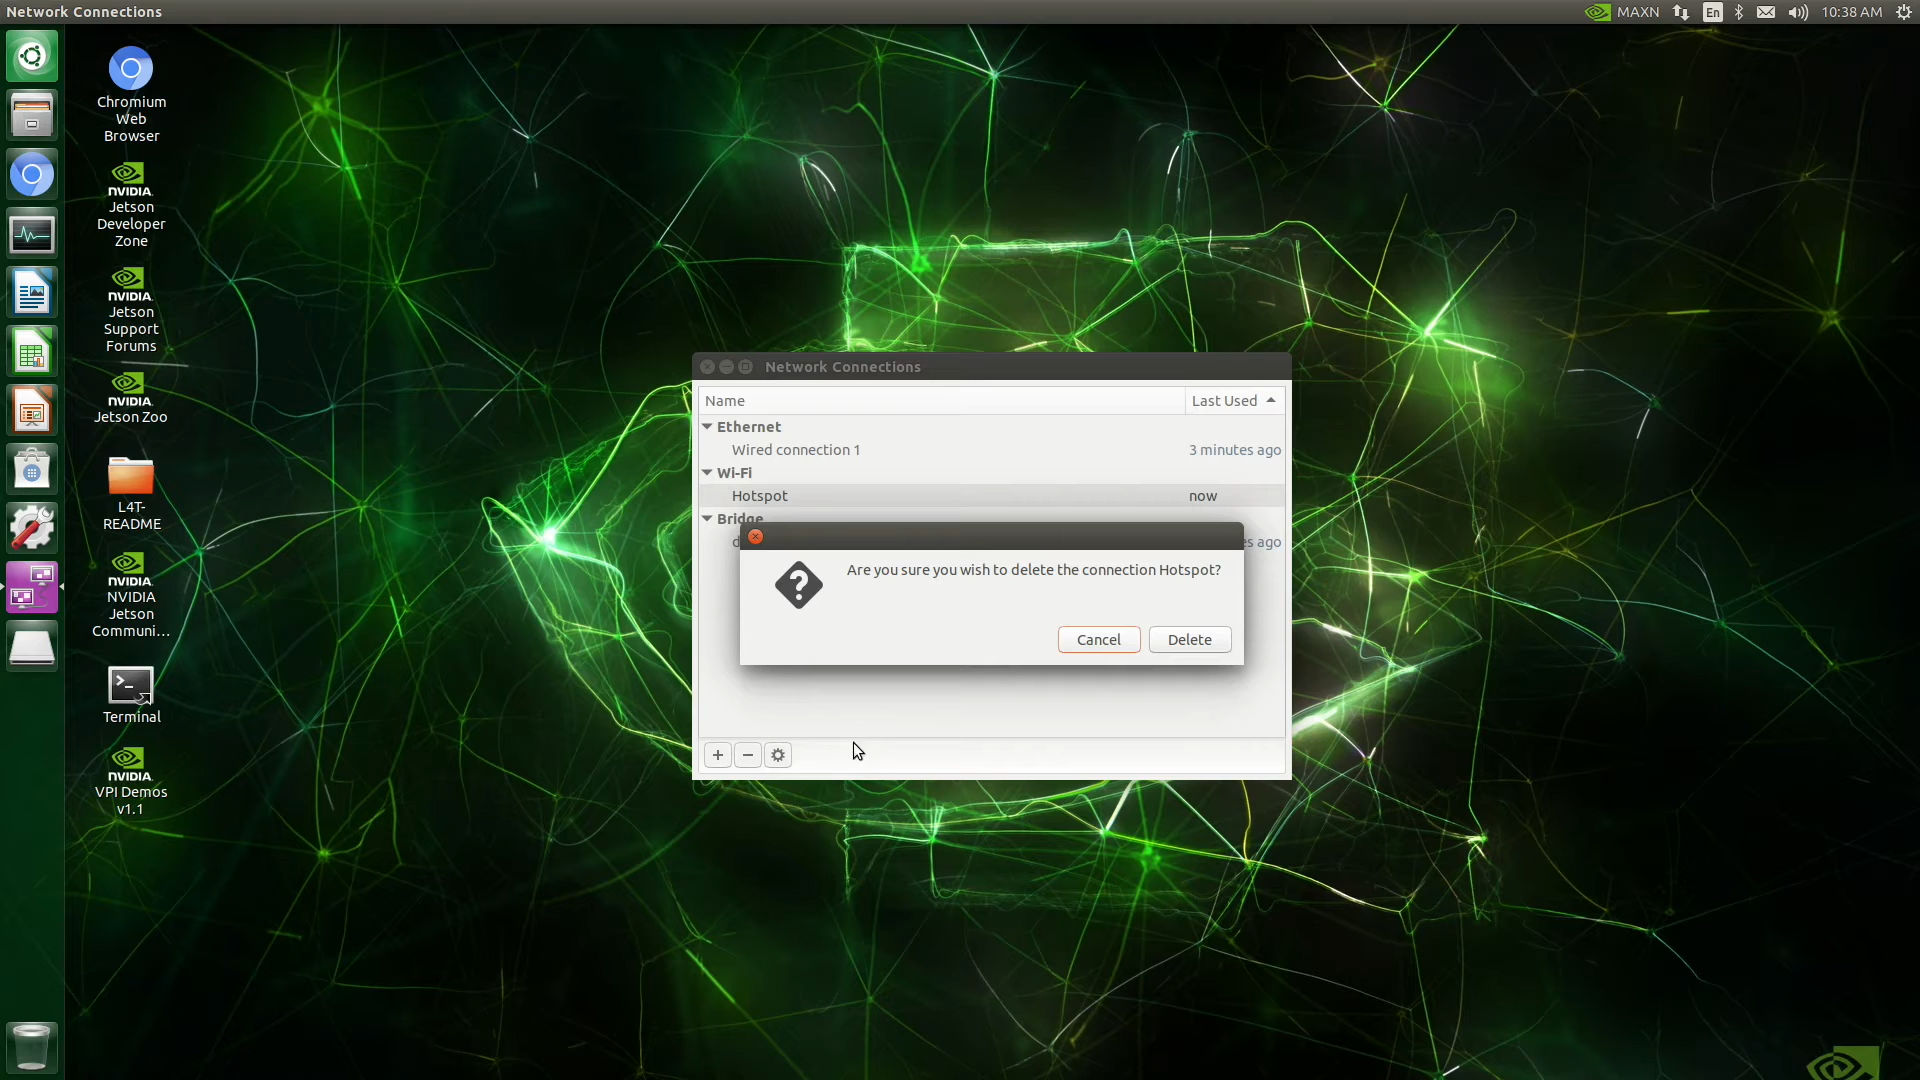 Network Connections
MAXN
En
10:38 AM
Chromium
Web
Browser
NVIDIA.
Jetson
Developer
Zone
NVIDIA.
Jetson
Support
Forums
NVIDIA.
Jetson Zoo
L4T-
README
NVIDIA.
NVIDIA
Jetson
Communi...
Terminal
NVIDIA.
VPI Demos
v1.1
Network Connections
Name
Last Used
Ethernet
Wired connection 1
3 minutes ago
Wi-Fi
Hotspot
now
Bridge
ago
Are you sure you wish to delete the connection Hotspot?
Cancel
Delete